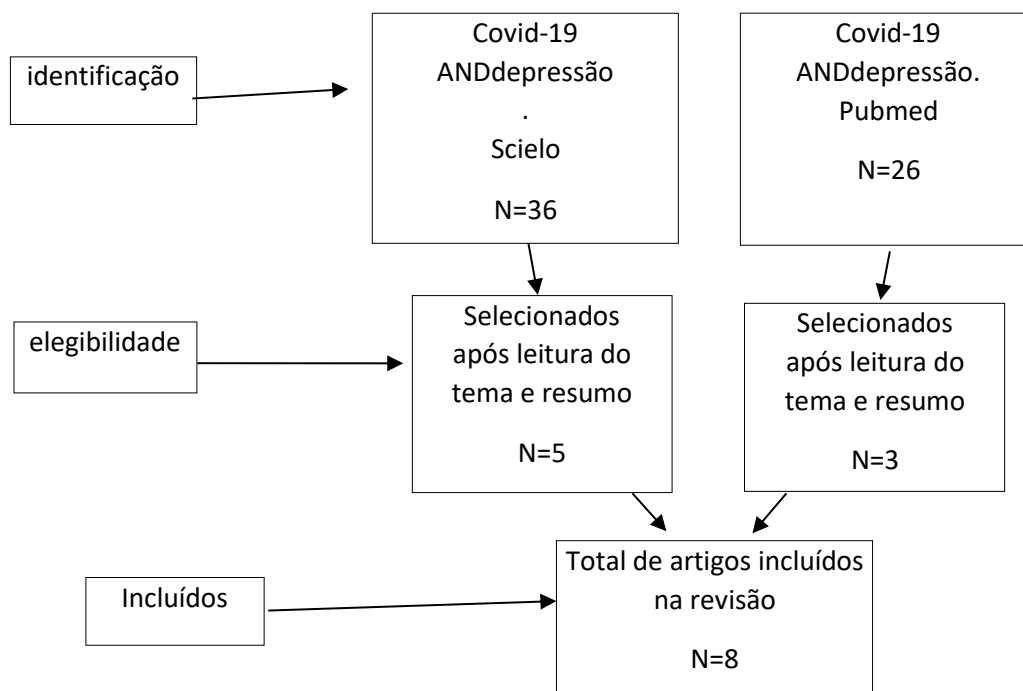 identificação
Covid-19
ANDdepressão
.
Scielo
N=36
Covid-19
ANDdepressão.
Pubmed
N=26
elegibilidade
Selecionados
após leitura do
tema e resumo
N=5
Selecionados
após leitura do
tema e resumo
N=3
Incluídos
Total de artigos incluídos
na revisão
N=8